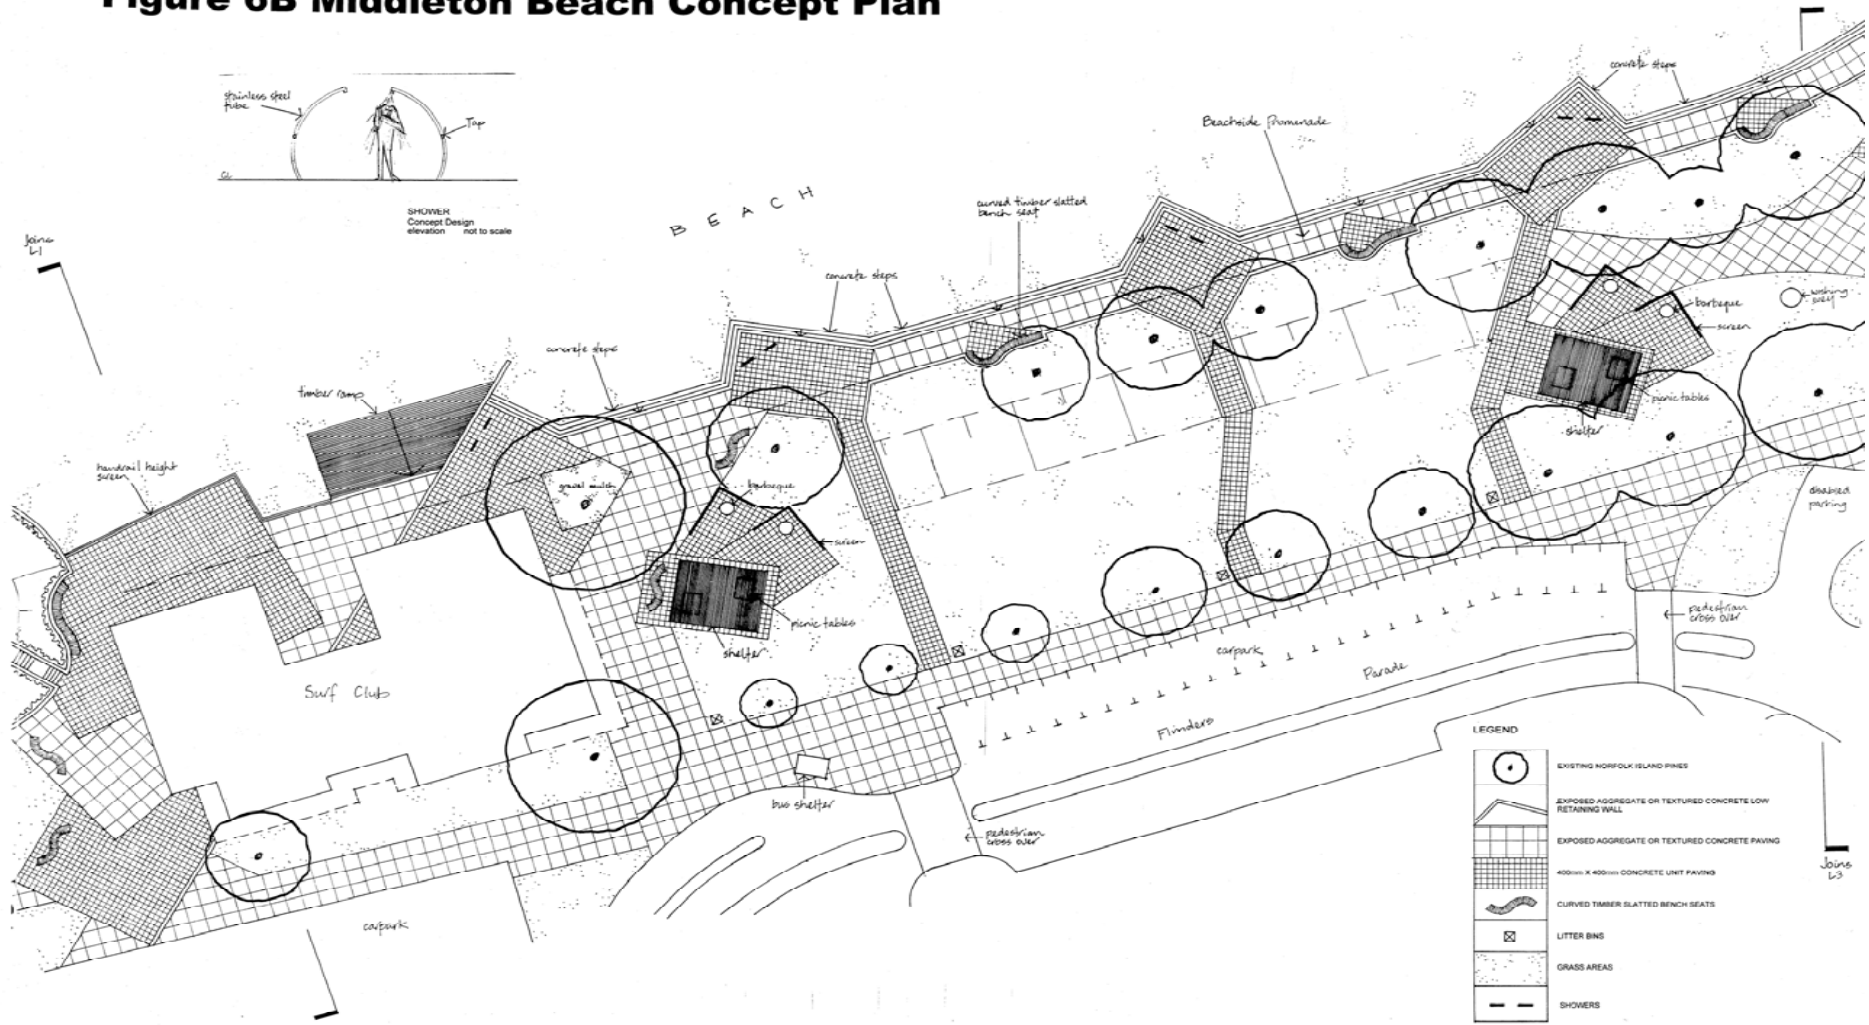 Figure 6B Middleton Beach Concept Plan
stainless steel
tube
Tap
GL
SHOWER
Concept Design
elevation not to scale
Joins
L1
BEACH
concrete steps
Beachside Promenade
curved timber slatted
bench seat
concrete steps
concrete steps
timber ramp
handrail height
screen
gravel mulch
barbeque
screen
picnic tables
shelter
Surf Club
barbeque
screen
picnic tables
shelter
disabled
parking
pedestrian
cross over
carpark
Flinders Parade
bus shelter
pedestrian
cross over
carpark
Joins
L3
LEGEND
EXISTING NORFOLK ISLAND PINES
EXPOSED AGGREGATE OR TEXTURED CONCRETE LOW
RETAINING WALL
EXPOSED AGGREGATE OR TEXTURED CONCRETE PAVING
400mm X 400mm CONCRETE UNIT PAVING
CURVED TIMBER SLATTED BENCH SEATS
LITTER BINS
GRASS AREAS
SHOWERS